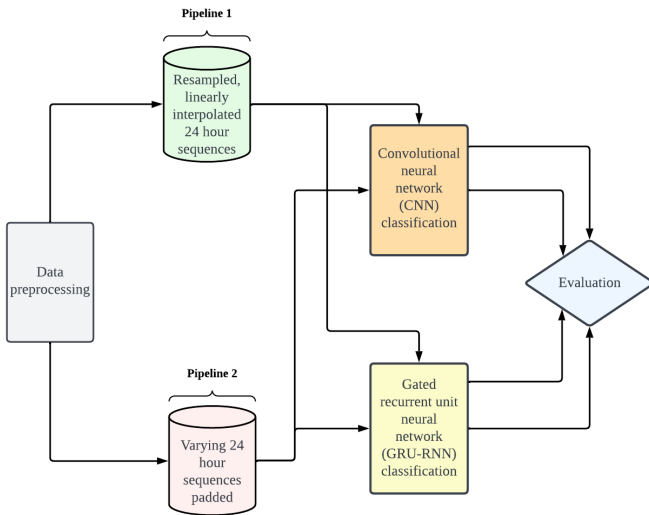 Pipeline 1
Resampled,
linearly
interpolated
24 hour
sequences
Convolutional
neural
network
(CNN)
classification
Data
preprocessing
Evaluation
Pipeline 2
Varying 24
hour
sequences
padded
Gated
recurrent unit
neural
network
(GRU-RNN)
classification